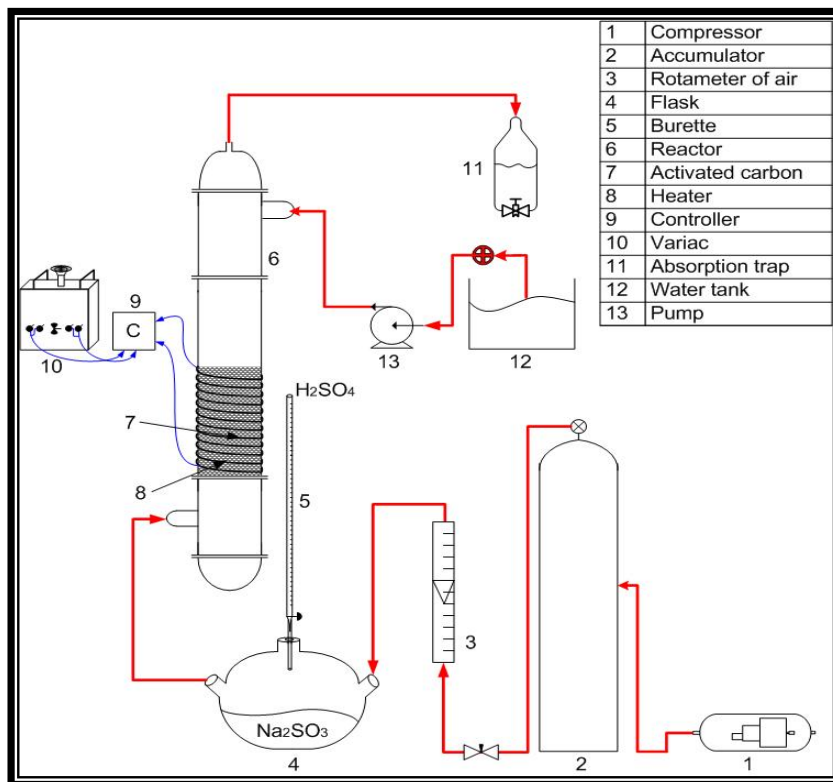 1 Compressor
2 Accumulator
3 Rotameter of air
4 Flask
5 Burette
6 Reactor
7 Activated carbon
8 Heater
9 Controller
10 Variac
11 Absorption trap
12 Water tank
13 Pump
11
6
9
C
10
13
12
H₂SO₄
7
8
5
3
Na₂SO₃
4
2
1